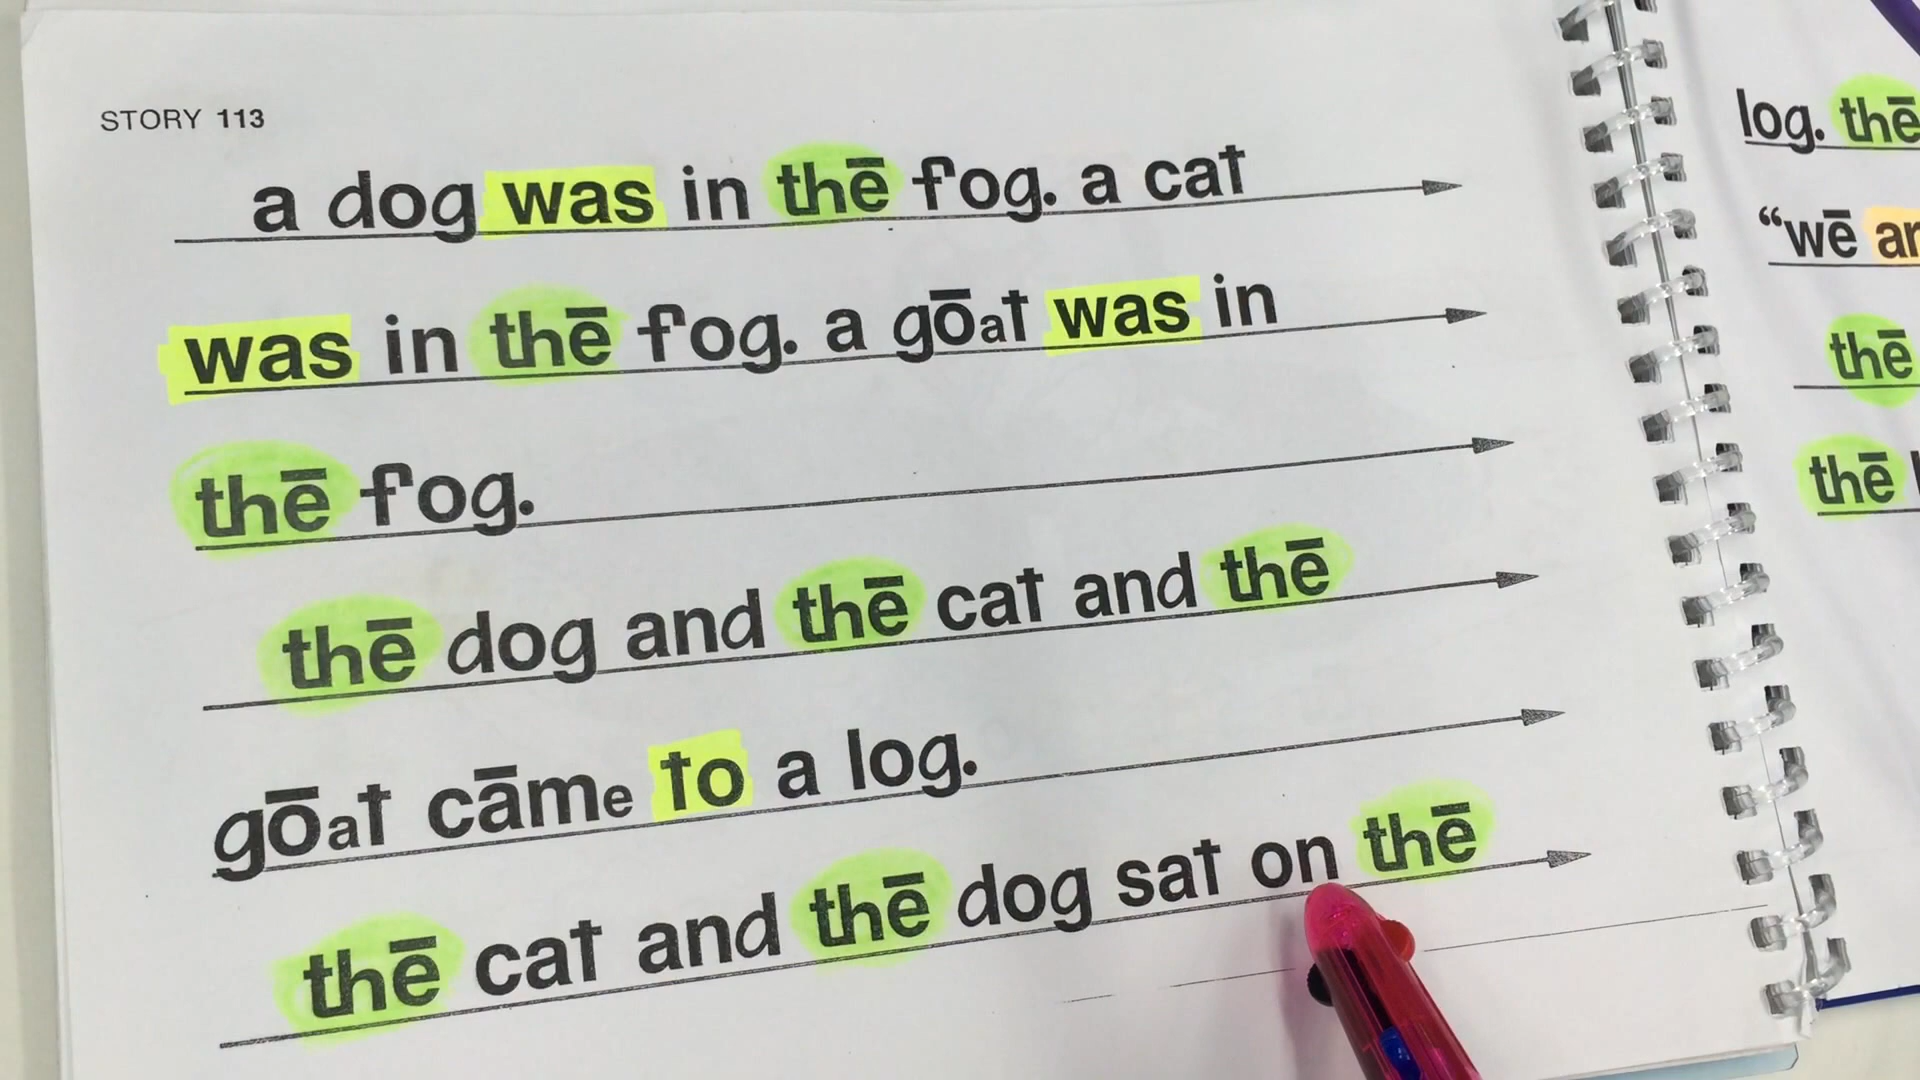 STORY 113
a dog was in thē fog. a cat
was in thē fog. a gōat was in
thē fog.
thē dog and thē cat and thē
gōat cāme to a log.
thē cat and thē dog sat on thē
log. thē
“wē
thē
thē